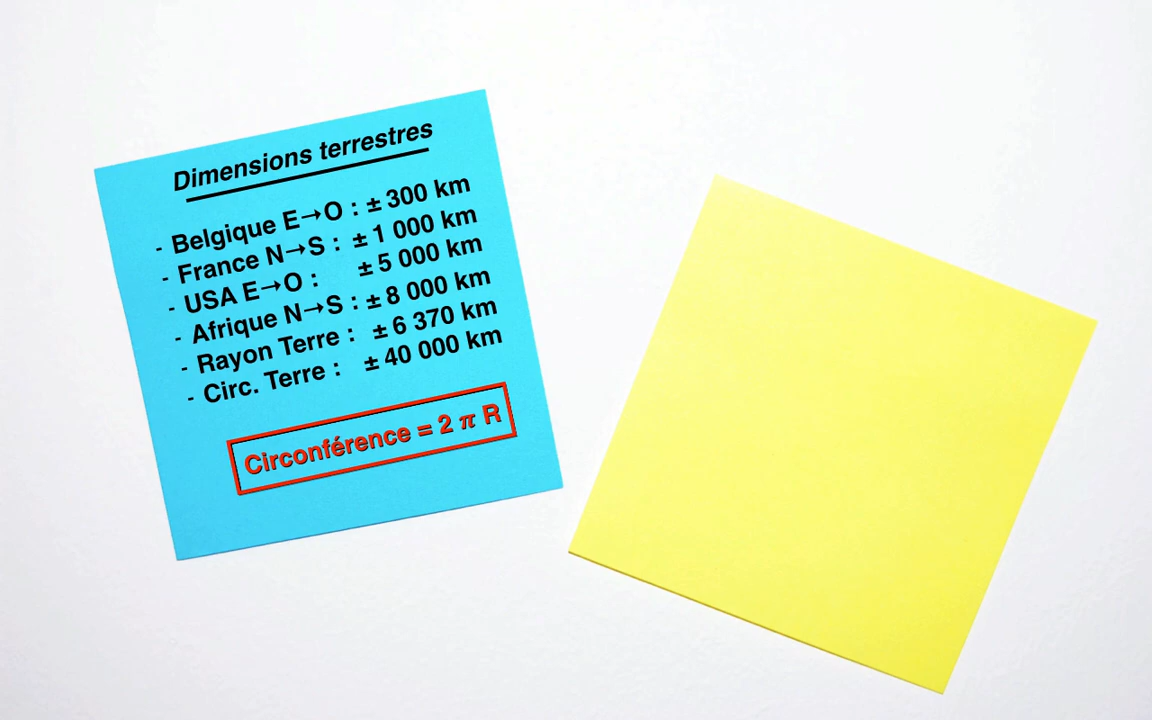 Dimensions terrestres
- Belgique E→O : ± 300 km
- France N→S : ± 1 000 km
- USA E→O : ± 5 000 km
- Afrique N→S : ± 8 000 km
- Rayon Terre : ± 6 370 km
- Circ. Terre : ± 40 000 km
Circonférence = 2 π R